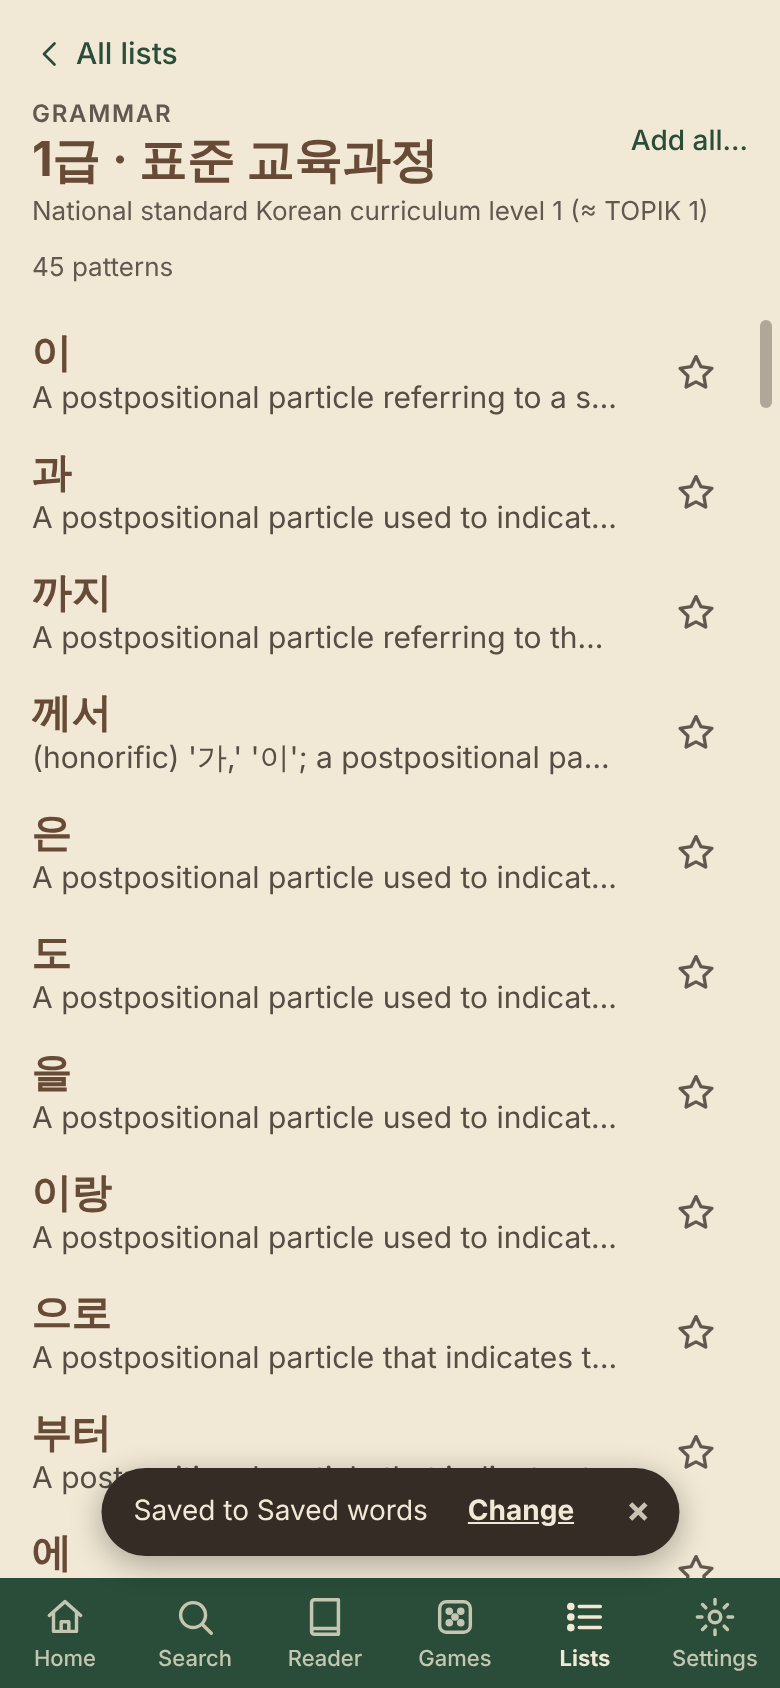 All lists
GRAMMAR
1급 · 표준 교육과정
Add all...
National standard Korean curriculum level 1 (≈ TOPIK 1)
45 patterns
이
A postpositional particle referring to a s...
과
A postpositional particle used to indicat...
까지
A postpositional particle referring to th...
께서
(honorific) '가,' '이'; a postpositional pa...
은
A postpositional particle used to indicat...
도
A postpositional particle used to indicat...
을
A postpositional particle used to indicat...
이랑
A postpositional particle used to indicat...
으로
A postpositional particle that indicates t...
부터
A
Saved to Saved words Change ×
에
Home Search Reader Games Lists Settings